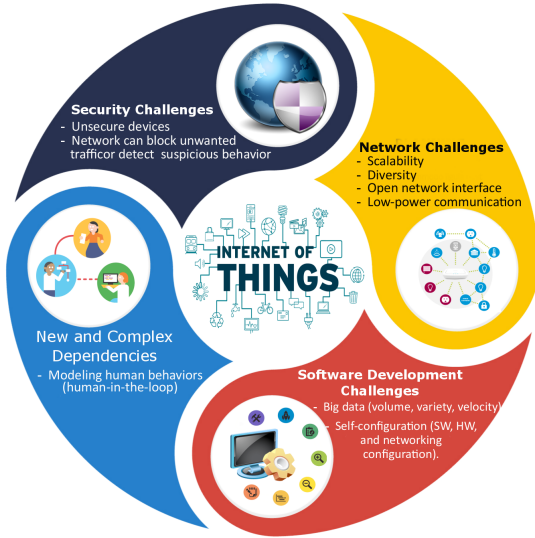 Security Challenges
- Unsecure devices
- Network can block unwanted
trafficor detect suspicious behavior
Network Challenges
- Scalability
- Diversity
- Open network interface
- Low-power communication
INTERNET OF
THINGS
New and Complex
Dependencies
- Modeling human behaviors
(human-in-the-loop)
Software Development
Challenges
- Big data (volume, variety, velocity)
- Self-configuration (SW, HW,
and networking
configuration).